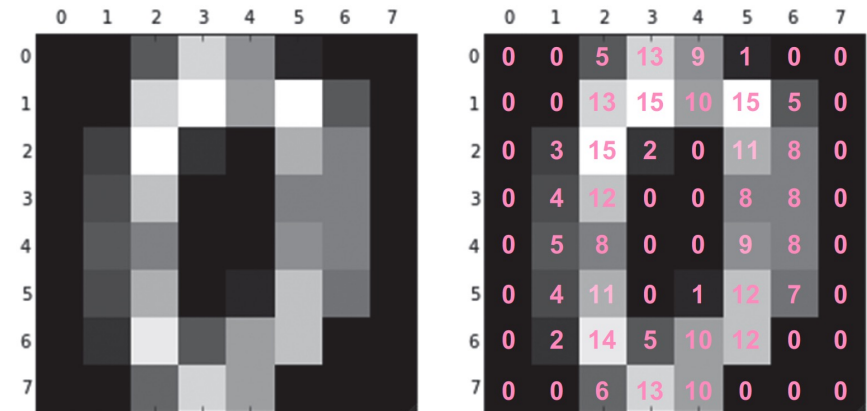 0 1 2 3 4 5 6 7
0
1
2
3
4
5
6
7
0 1 2 3 4 5 6 7
0 0 0 5 13 9 1 0 0
1 0 0 13 15 10 15 5 0
2 0 3 15 2 0 11 8 0
3 0 4 12 0 0 8 8 0
4 0 5 8 0 0 9 8 0
5 0 4 11 0 1 12 7 0
6 0 2 14 5 10 12 0 0
7 0 0 6 13 10 0 0 0